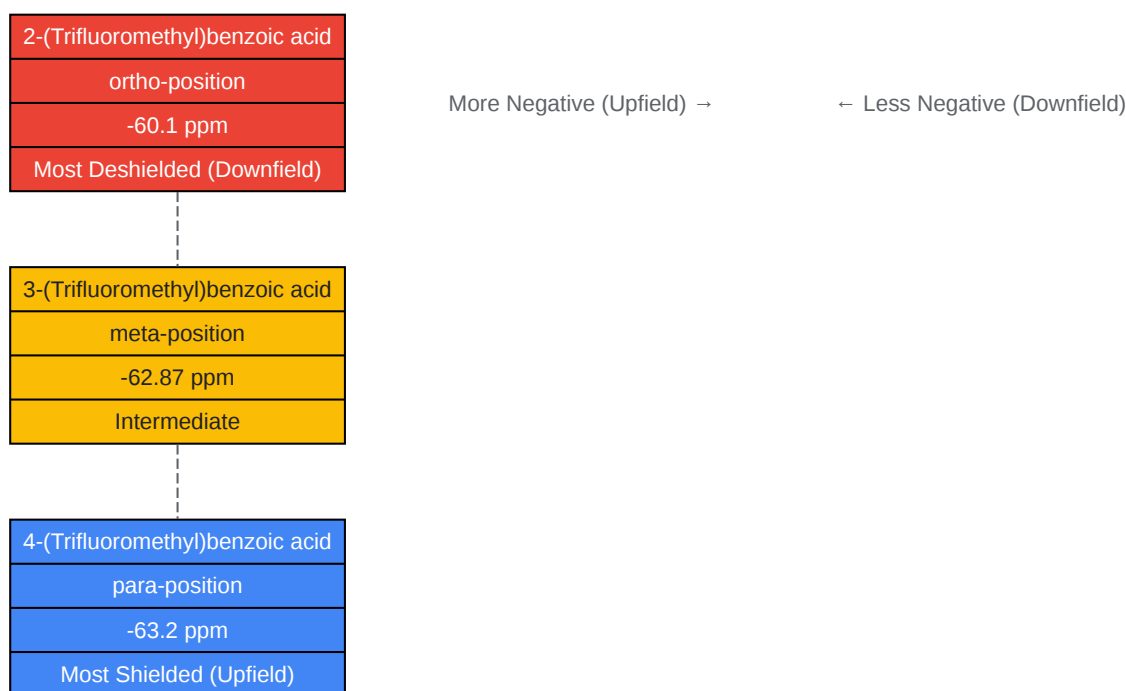 2-(Trifluoromethyl)benzoic acid
ortho-position
-60.1 ppm
Most Deshielded (Downfield)
More Negative (Upfield) →
← Less Negative (Downfield)
3-(Trifluoromethyl)benzoic acid
meta-position
-62.87 ppm
Intermediate
4-(Trifluoromethyl)benzoic acid
para-position
-63.2 ppm
Most Shielded (Upfield)